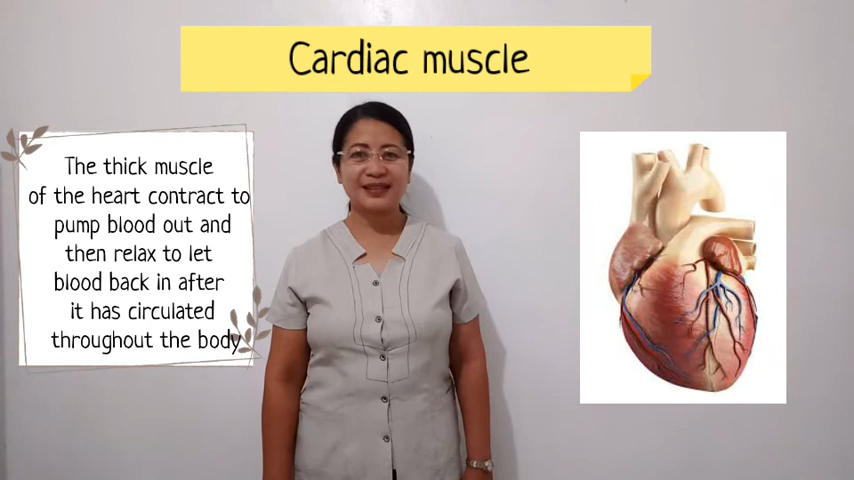 Cardiac muscle
The thick muscle
of the heart contract to
pump blood out and
then relax to let
blood back in after
it has circulated
throughout the body